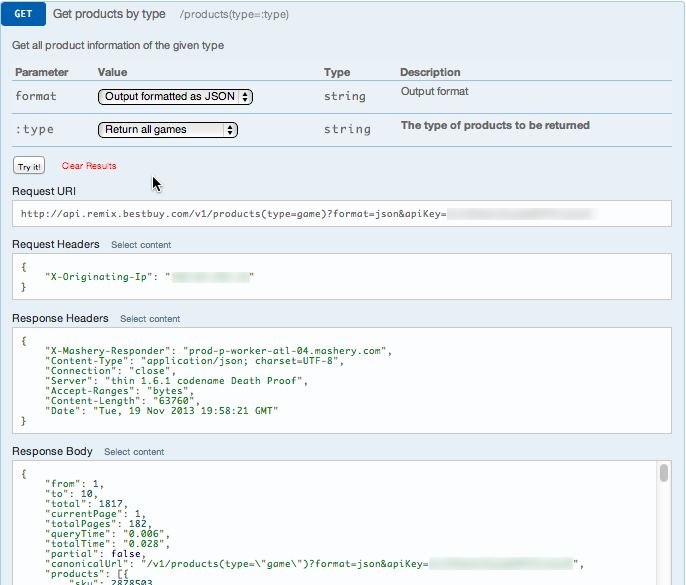 GET Get products by type /products(type=:type)
Get all product information of the given type
Parameter Value Type Description
format Output formatted as JSON string Output format
:type Return all games string The type of products to be returned
Try it! Clear Results
Request URI
http://api.remix.bestbuy.com/v1/products(type=game)?format=json&apiKey=
Request Headers Select content
{
"X-Originating-Ip": " "
}
Response Headers Select content
{
"X-Mashery-Responder": "prod-p-worker-atl-04.mashery.com",
"Content-Type": "application/json; charset=UTF-8",
"Connection": "close",
"Server": "thin 1.6.1 codename Death Proof",
"Accept-Ranges": "bytes",
"Content-Length": "63760",
"Date": "Tue, 19 Nov 2013 19:58:21 GMT"
}
Response Body Select content
{
"from": 1,
"to": 10,
"total": 1817,
"currentPage": 1,
"totalPages": 182,
"queryTime": "0.006",
"totalTime": "0.028",
"partial": false,
"canonicalUrl": "/v1/products(type=\"game\")?format=json&apiKey= ",
"products": [{
"sku": 2878503